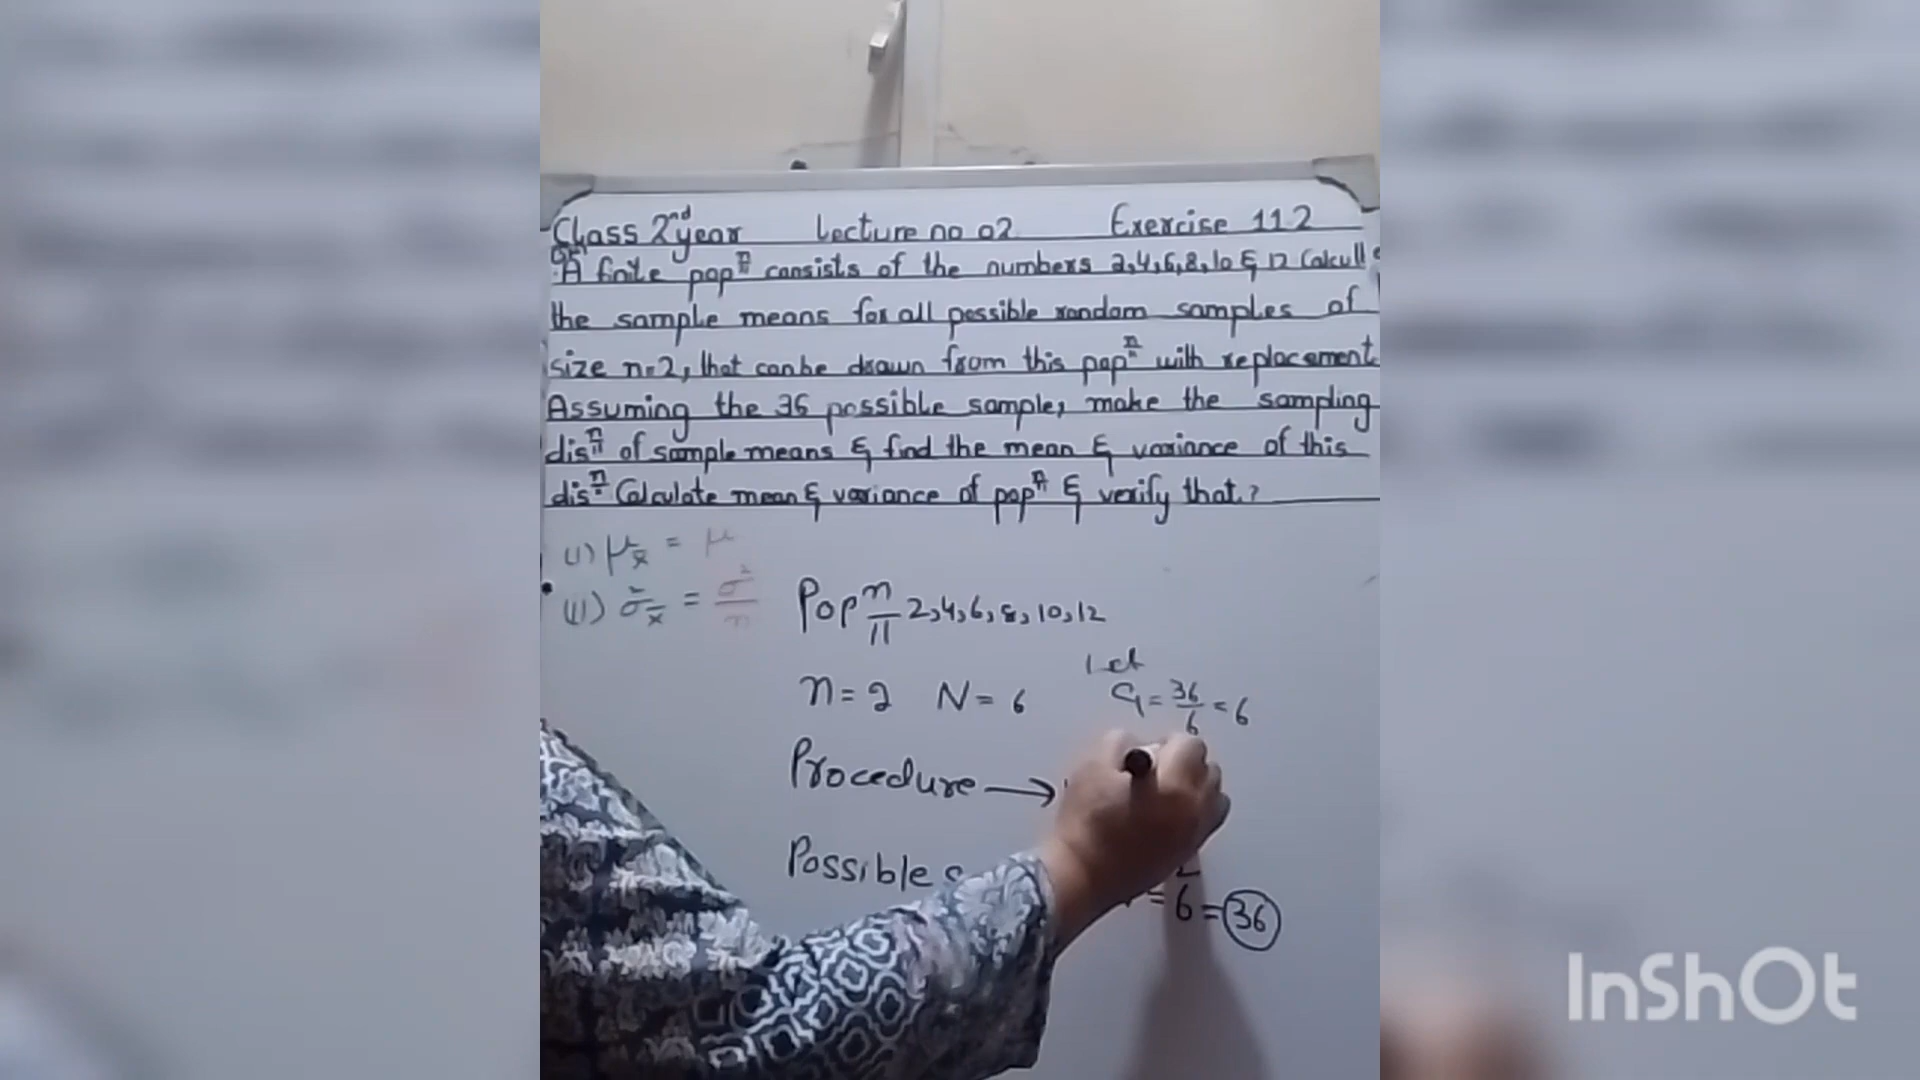 Class 2nd year Lecture no 02 Exercise 11.2
A finite popⁿ consists of the numbers 2,4,6,8,10 & 12 Calcull
the sample means for all possible random samples of
size n=2, that can be drawn from this popⁿ with replacement
Assuming the 36 possible samples make the sampling
disⁿ of sample means & find the mean & variance of this
disⁿ Calculate mean & variance of popⁿ & verify that?
(I) μx̄ = μ
(II) σ²x̄ = σ²/n
Popⁿ 2,4,6,8,10,12
n=2 N=6
Let
G=36/6=6
Procedure →
Possible
=6=36
InShOt